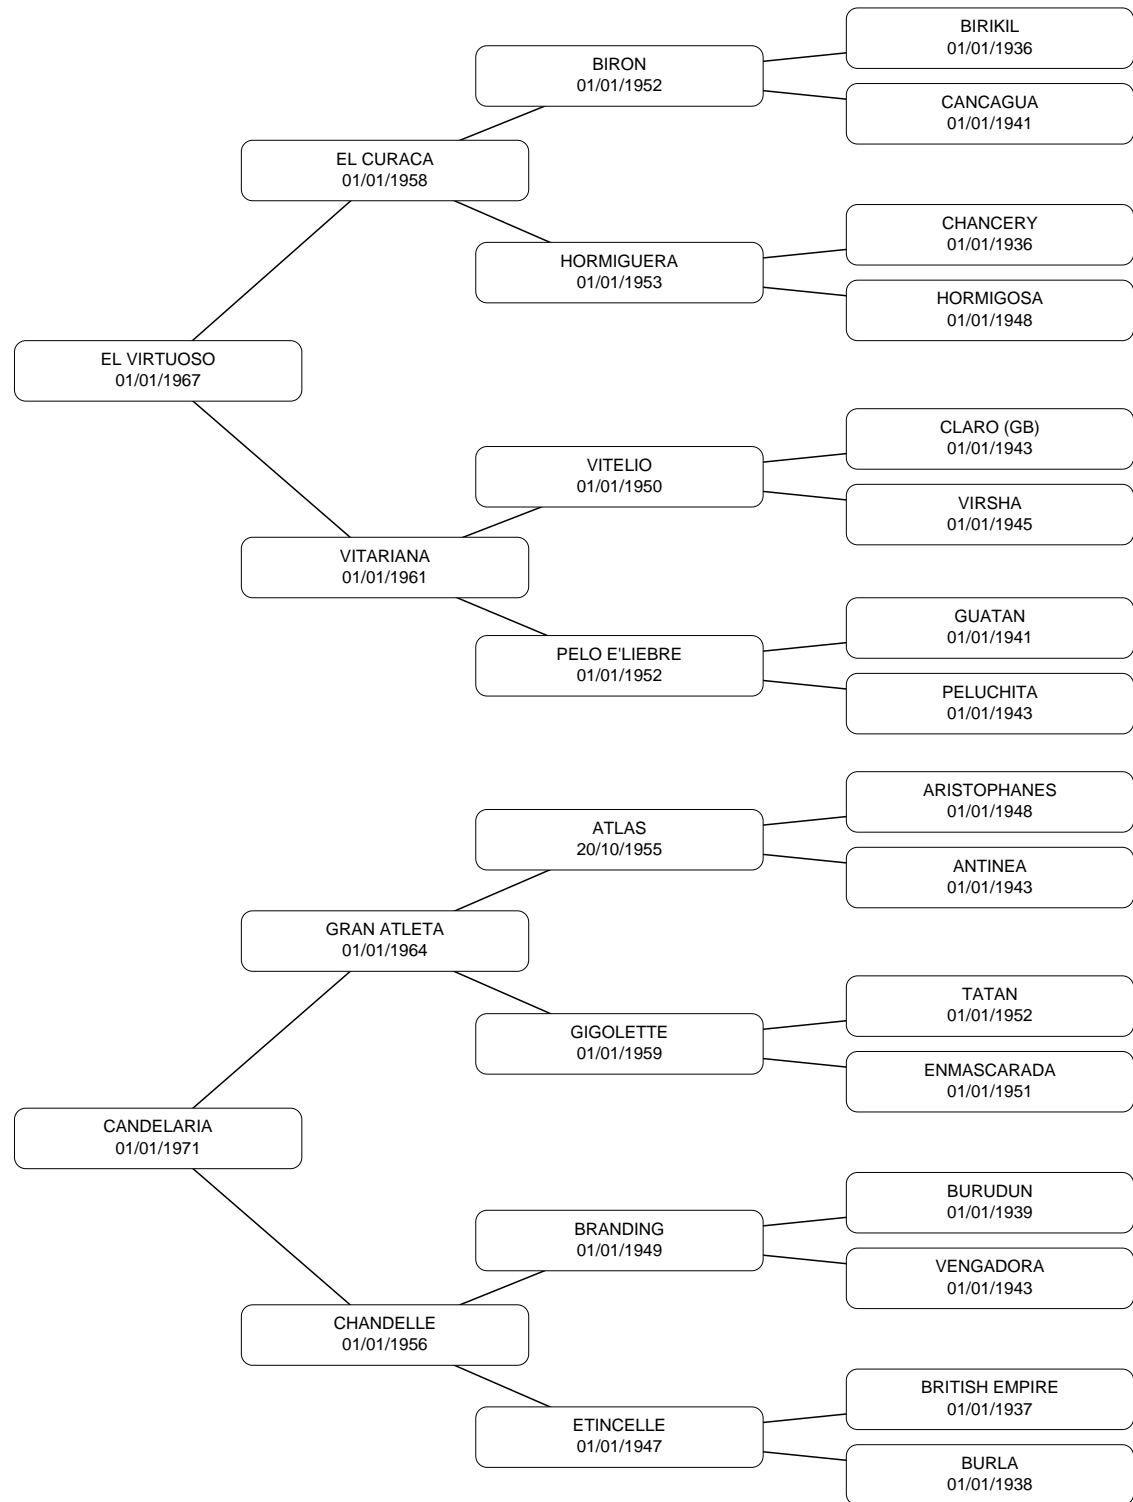 BIRIKIL
01/01/1936
BIRON
01/01/1952
CANCAGUA
01/01/1941
EL CURACA
01/01/1958
CHANCERY
01/01/1936
HORMIGUERA
01/01/1953
HORMIGOSA
01/01/1948
EL VIRTUOSO
01/01/1967
CLARO (GB)
01/01/1943
VITELIO
01/01/1950
VIRSHA
01/01/1945
VITARIANA
01/01/1961
GUATAN
01/01/1941
PELO E'LIEBRE
01/01/1952
PELUCHITA
01/01/1943
ARISTOPHANES
01/01/1948
ATLAS
20/10/1955
ANTINEA
01/01/1943
GRAN ATLETA
01/01/1964
TATAN
01/01/1952
GIGOLETTE
01/01/1959
ENMASCARADA
01/01/1951
CANDELARIA
01/01/1971
BURUDUN
01/01/1939
BRANDING
01/01/1949
VENGADORA
01/01/1943
CHANDELLE
01/01/1956
BRITISH EMPIRE
01/01/1937
ETINCELLE
01/01/1947
BURLA
01/01/1938